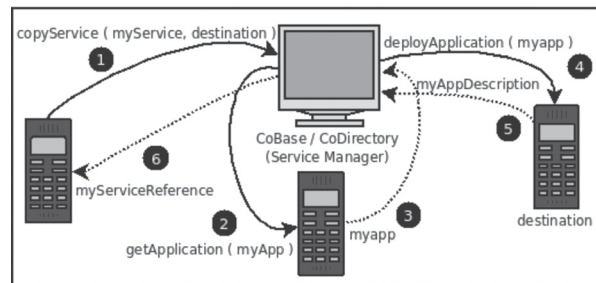 copyService ( myService, destination )
1
deployApplication ( myapp )
4
myAppDescription
5
CoBase / CoDirectory
(Service Manager)
6
myServiceReference
2
3
myapp
destination
getApplication ( myApp )